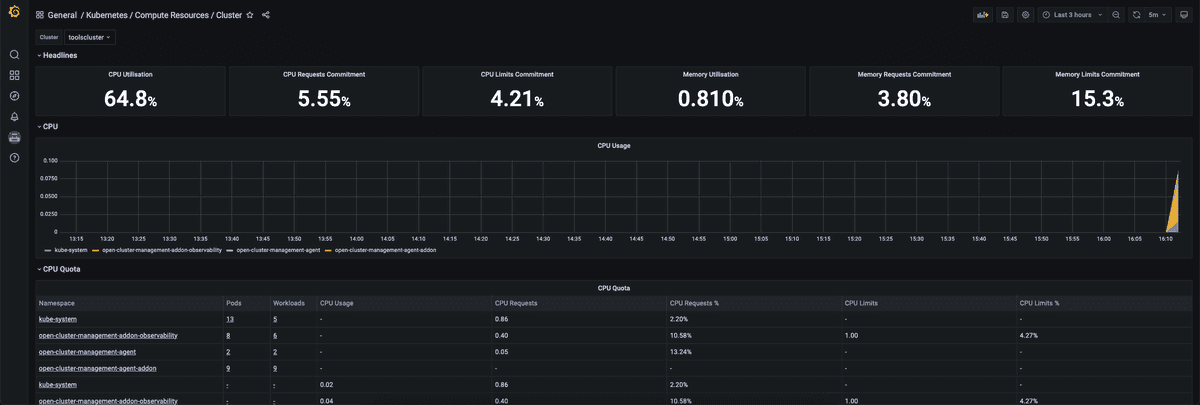 General / Kubernetes / Compute Resources / Cluster
Last 3 hours
5m
Cluster toolscluster
Headlines
CPU Utilisation CPU Requests Commitment CPU Limits Commitment Memory Utilisation Memory Requests Commitment Memory Limits Commitment
64.8% 5.55% 4.21% 0.810% 3.80% 15.3%
CPU
CPU Usage
0.100
0.0750
0.0500
0.0250
0
13:15 13:20 13:25 13:30 13:35 13:40 13:45 13:50 13:55 14:00 14:05 14:10 14:15 14:20 14:25 14:30 14:35 14:40 14:45 14:50 14:55 15:00 15:05 15:10 15:15 15:20 15:25 15:30 15:35 15:40 15:45 15:50 15:55 16:00 16:05 16:10
kube-system open-cluster-management-addon-observability open-cluster-management-agent open-cluster-management-agent-addon
CPU Quota
CPU Quota
Namespace Pods Workloads CPU Usage CPU Requests CPU Requests % CPU Limits CPU Limits %
kube-system 13 5 - 0.86 2.20% - -
open-cluster-management-addon-observability 8 6 - 0.40 10.58% 1.00 4.27%
open-cluster-management-agent 2 2 - 0.05 13.24% - -
open-cluster-management-agent-addon 9 9 - - - - -
kube-system - - 0.02 0.86 2.20% - -
open-cluster-management-addon-observability - - 0.04 0.40 10.58% 1.00 4.27%